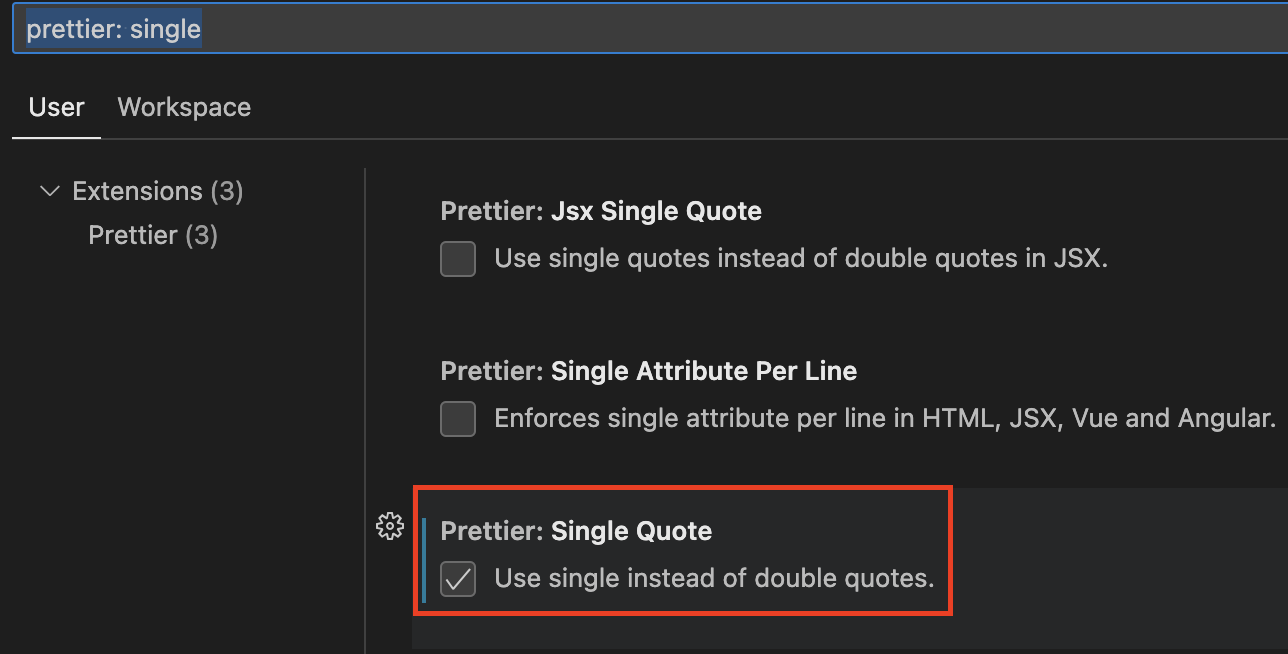 prettier: single
User Workspace
Extensions (3)
Prettier (3)
Prettier: Jsx Single Quote
Use single quotes instead of double quotes in JSX.
Prettier: Single Attribute Per Line
Enforces single attribute per line in HTML, JSX, Vue and Angular.
Prettier: Single Quote
Use single instead of double quotes.